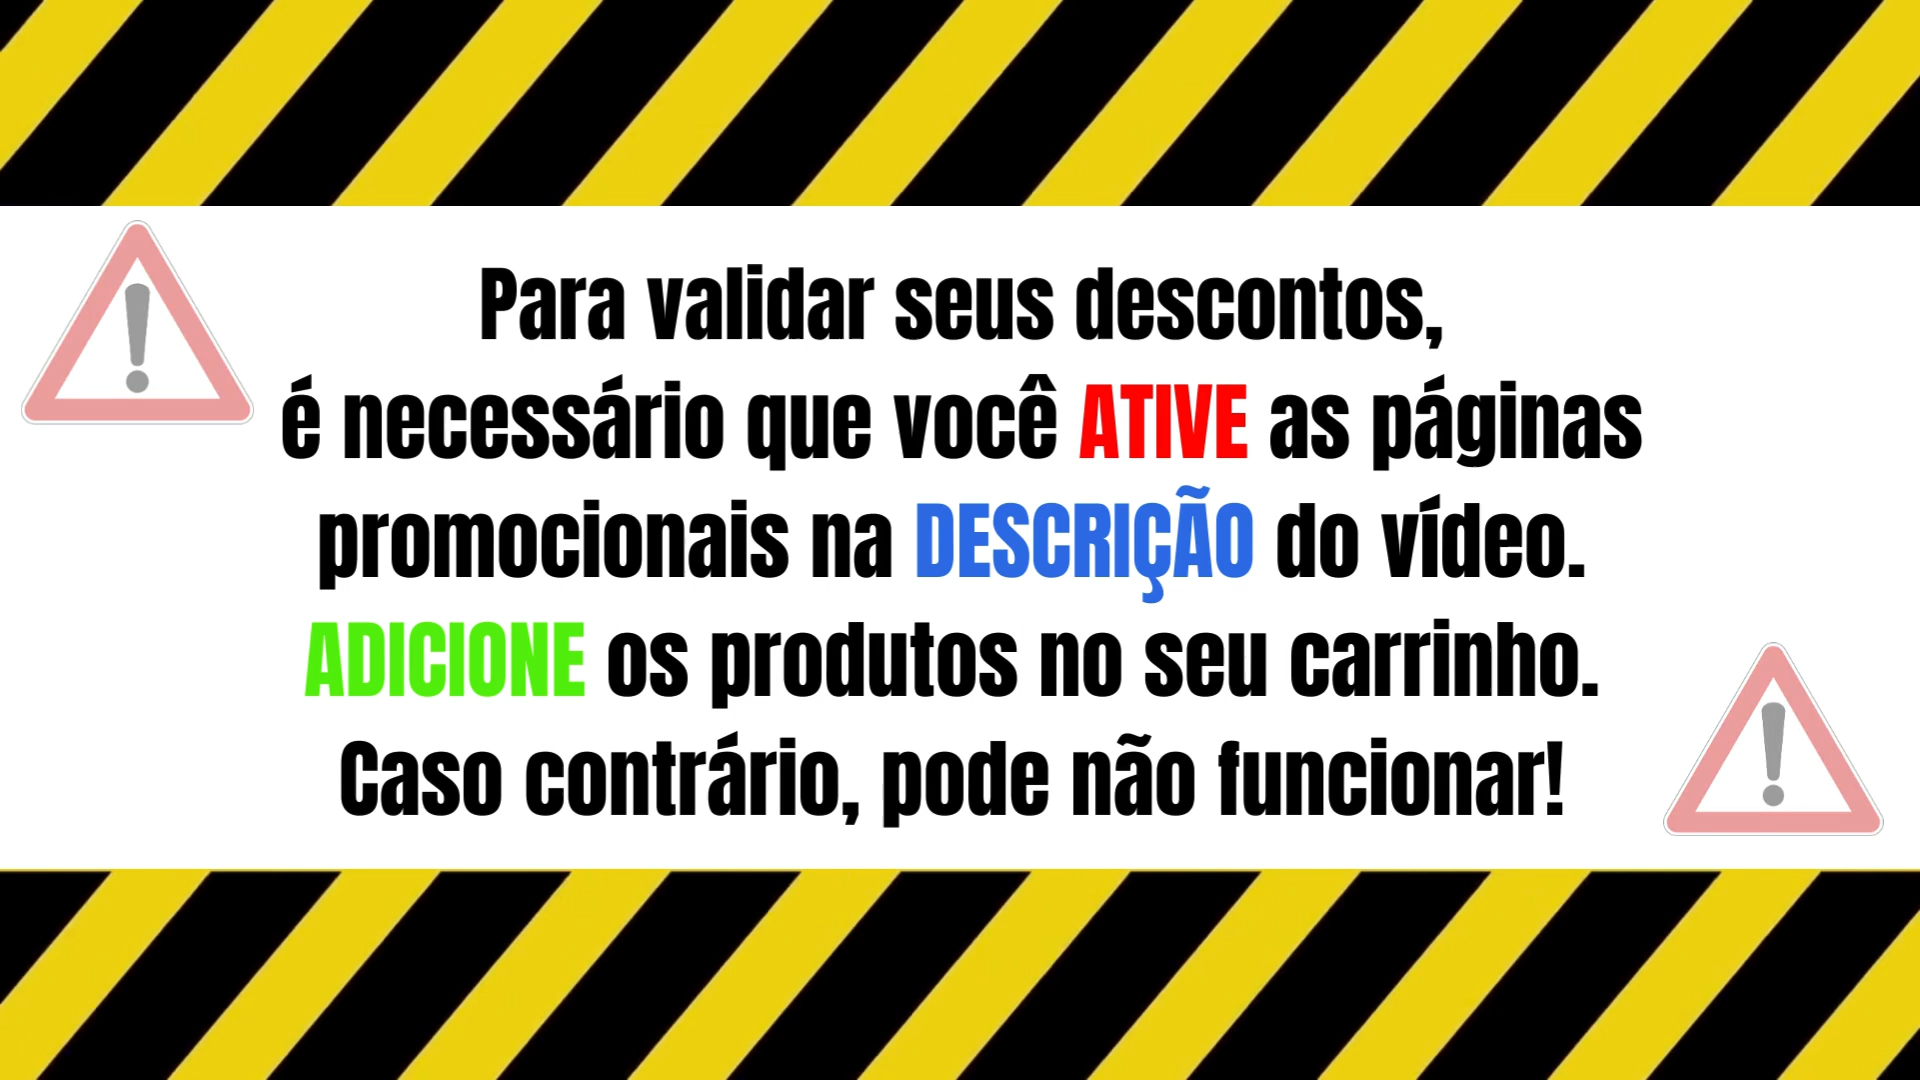 Para validar seus descontos,
é necessário que você ATIVE as páginas
promocionais na DESCRIÇÃO do vídeo.
ADICIONE os produtos no seu carrinho.
Caso contrário, pode não funcionar!